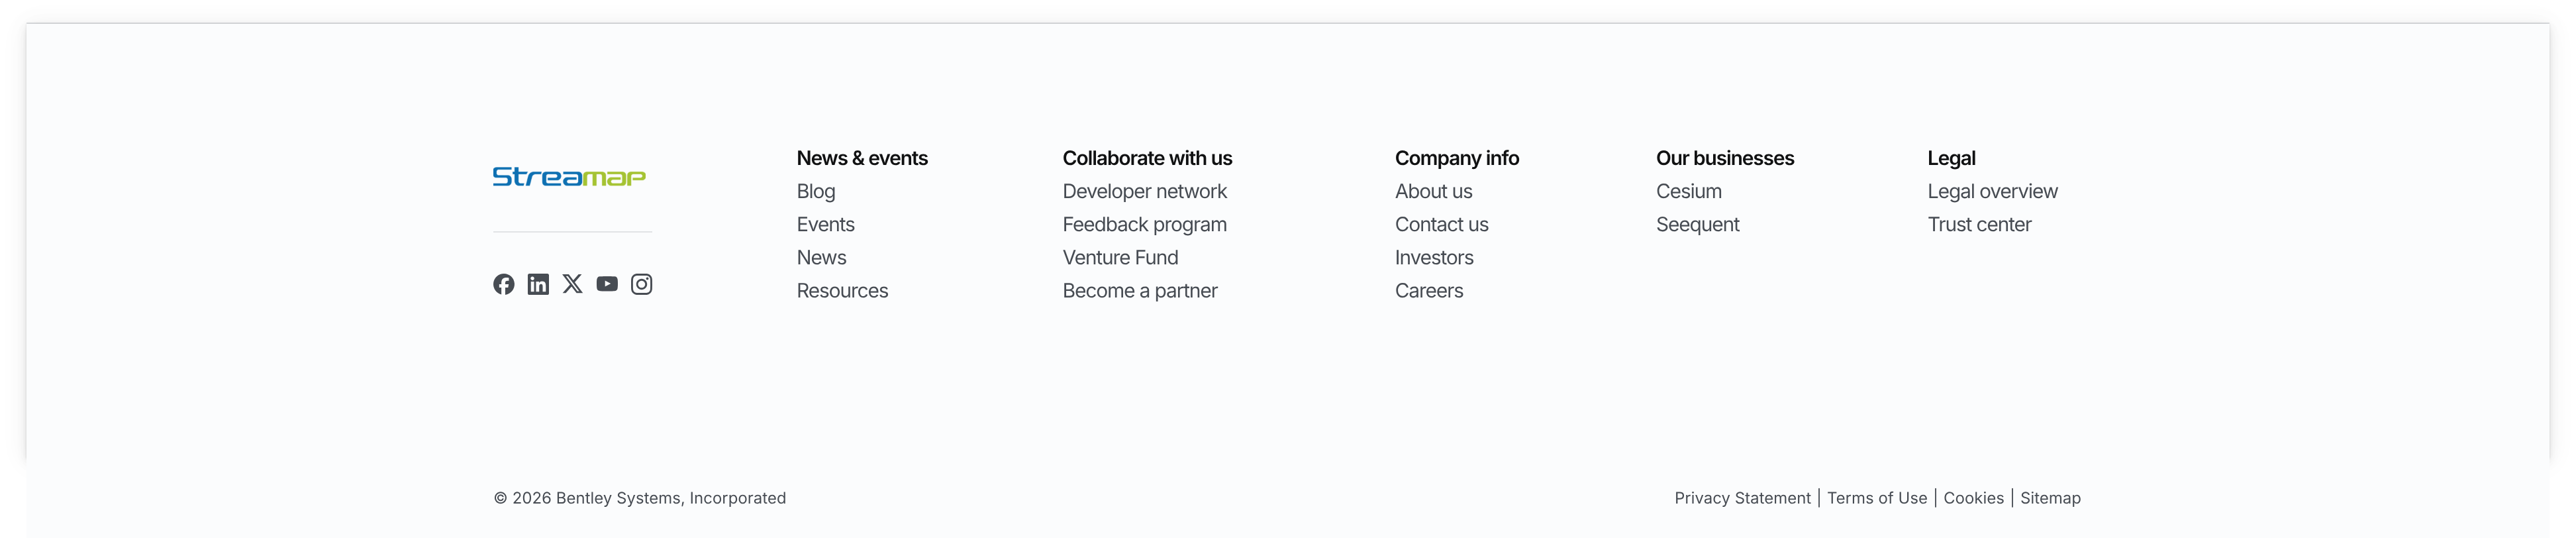 Streamap
News & events
Blog
Events
News
Resources
Collaborate with us
Developer network
Feedback program
Venture Fund
Become a partner
Company info
About us
Contact us
Investors
Careers
Our businesses
Cesium
Seequent
Legal
Legal overview
Trust center
© 2026 Bentley Systems, Incorporated
Privacy Statement | Terms of Use | Cookies | Sitemap